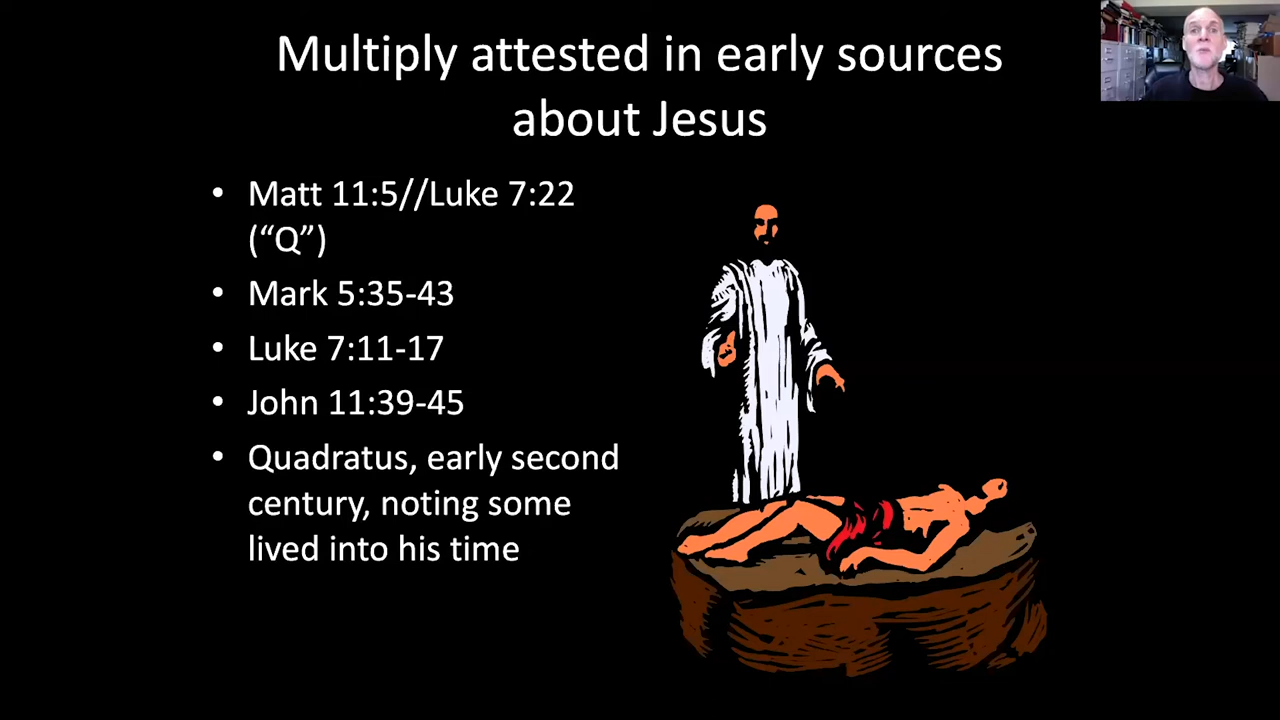 Multiply attested in early sources
about Jesus
• Matt 11:5//Luke 7:22
(“Q”)
• Mark 5:35-43
• Luke 7:11-17
• John 11:39-45
• Quadratus, early second
century, noting some
lived into his time